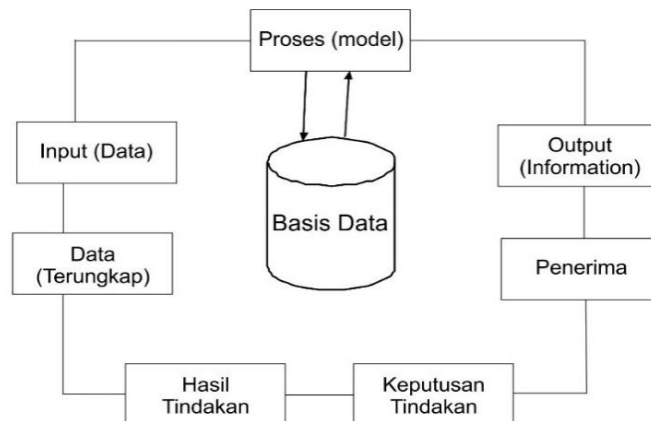 Proses (model)
Input (Data)
Output
(Information)
Basis Data
Data
(Terungkap)
Penerima
Hasil
Tindakan
Keputusan
Tindakan